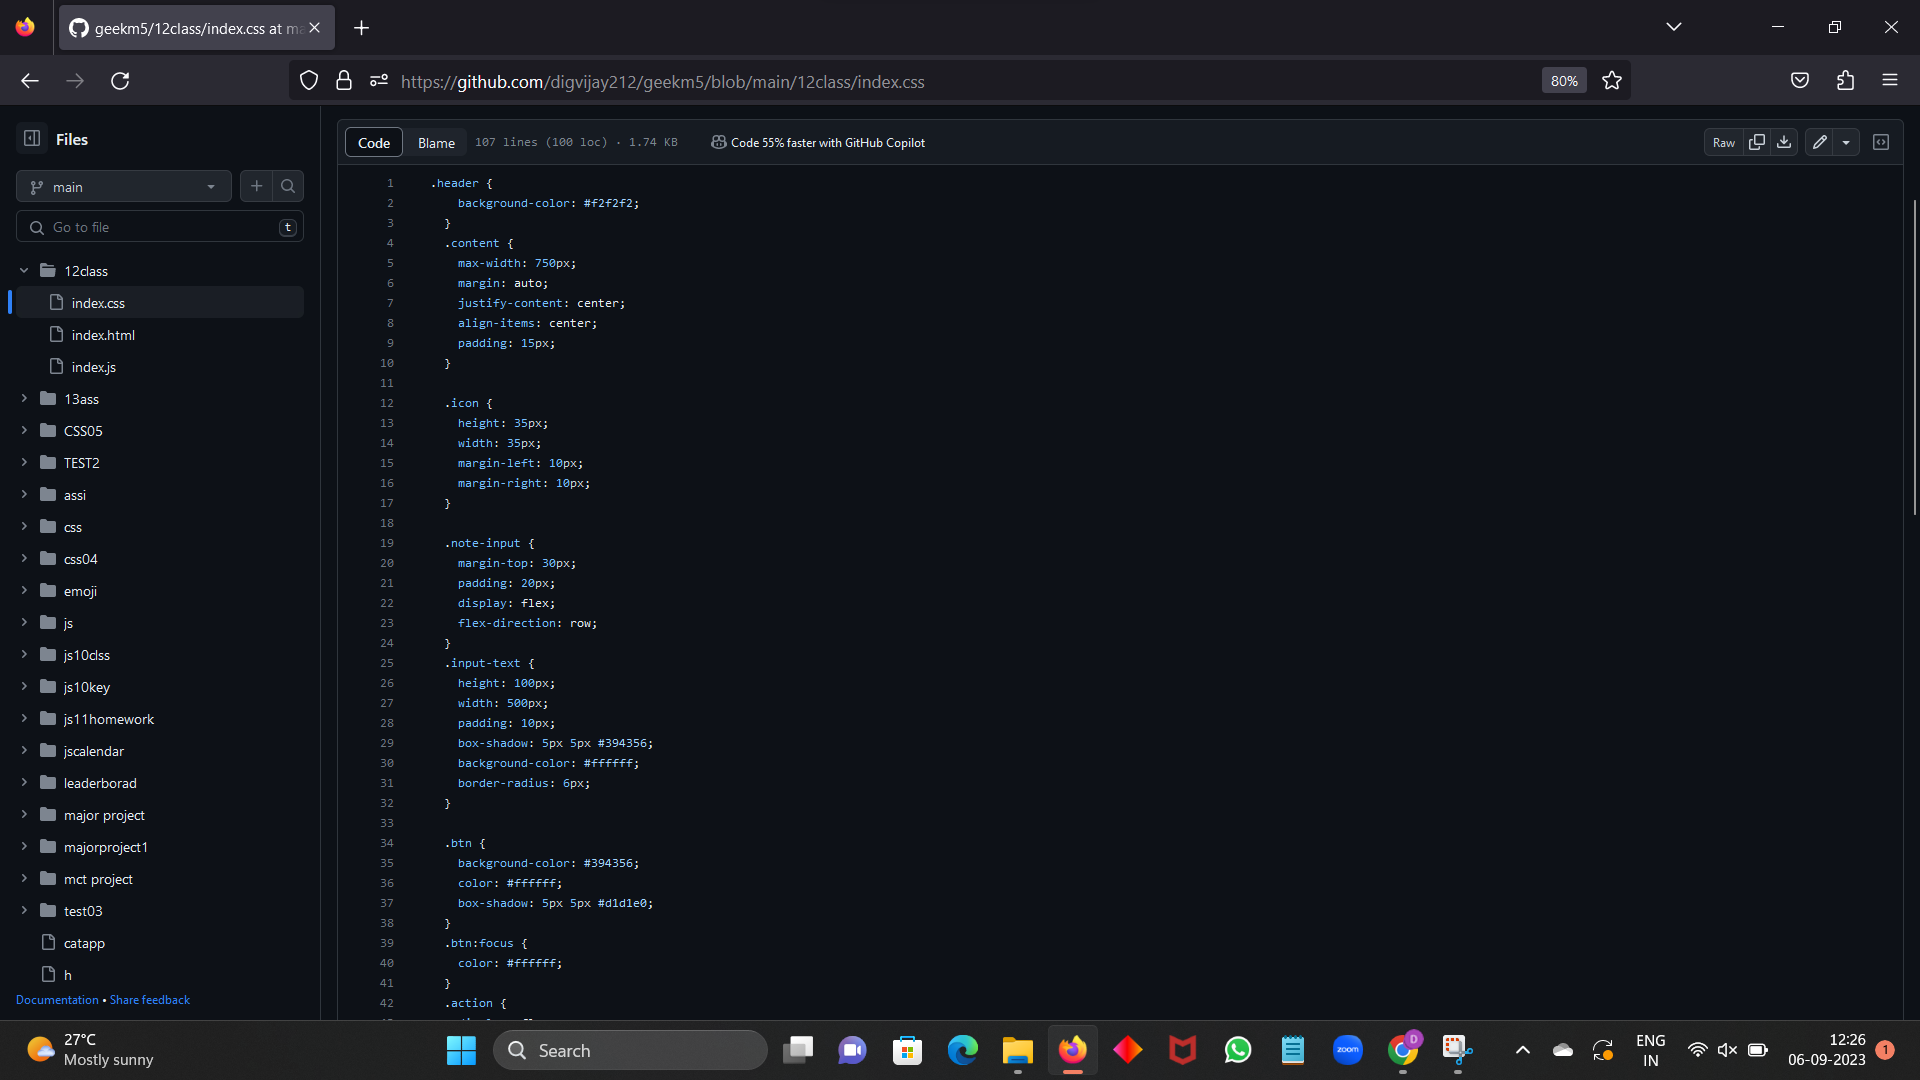 geekm5/12class/index.css at ma
https://github.com/digvijay212/geekm5/blob/main/12class/index.css
80%
Files
main
Go to file
t
12class
index.css
index.html
index.js
13ass
CSS05
TEST2
assi
css
css04
emoji
js
js10clss
js10key
js11homework
jscalendar
leaderborad
major project
majorproject1
mct project
test03
catapp
h
Documentation • Share feedback
Code
Blame
107 lines (100 loc) · 1.74 KB
Code 55% faster with GitHub Copilot
Raw
1 .header {
2 background-color: #f2f2f2;
3 }
4 .content {
5 max-width: 750px;
6 margin: auto;
7 justify-content: center;
8 align-items: center;
9 padding: 15px;
10 }
11
12 .icon {
13 height: 35px;
14 width: 35px;
15 margin-left: 10px;
16 margin-right: 10px;
17 }
18
19 .note-input {
20 margin-top: 30px;
21 padding: 20px;
22 display: flex;
23 flex-direction: row;
24 }
25 .input-text {
26 height: 100px;
27 width: 500px;
28 padding: 10px;
29 box-shadow: 5px 5px #394356;
30 background-color: #ffffff;
31 border-radius: 6px;
32 }
33
34 .btn {
35 background-color: #394356;
36 color: #ffffff;
37 box-shadow: 5px 5px #d1d1e0;
38 }
39 .btn:focus {
40 color: #ffffff;
41 }
42 .action {
27°C
Mostly sunny
Search
zoom
D
ENG
IN
12:26
06-09-2023
1